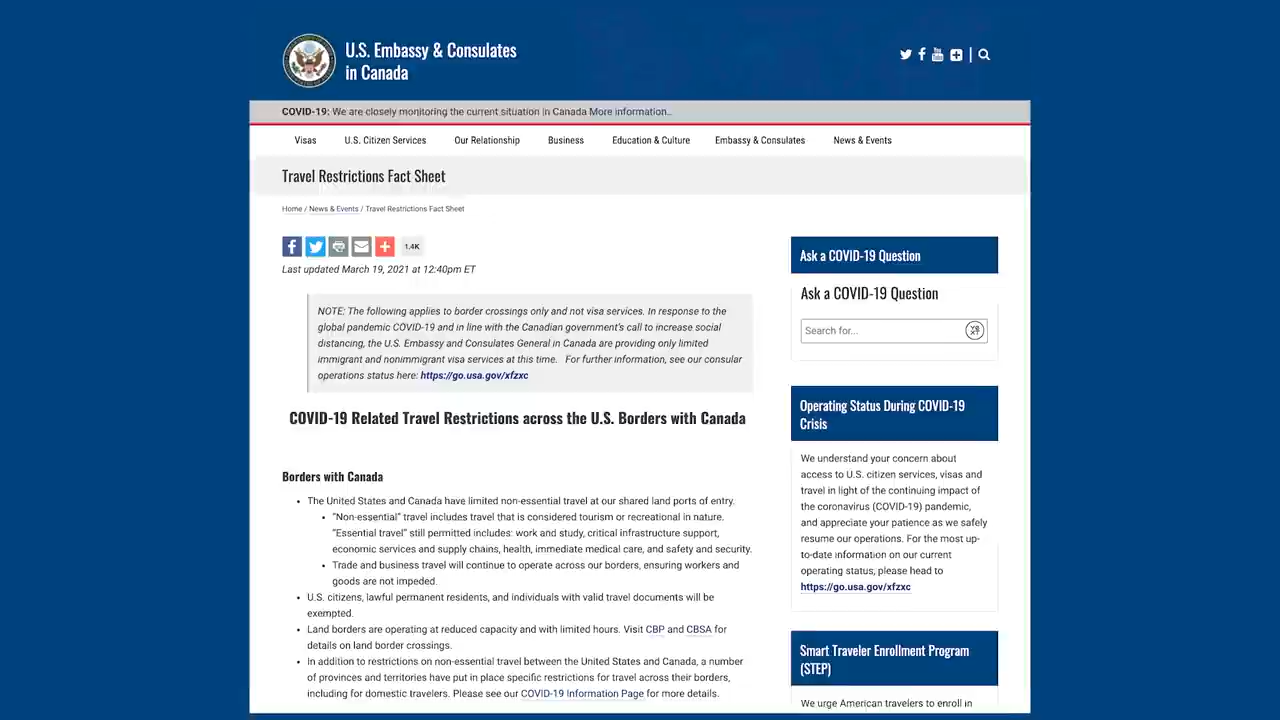 U.S. Embassy & Consulates
in Canada
COVID-19: We are closely monitoring the current situation in Canada More information...
Visas U.S. Citizen Services Our Relationship Business Education & Culture Embassy & Consulates News & Events
Travel Restrictions Fact Sheet
Home / News & Events / Travel Restrictions Fact Sheet
1.4K
Last updated March 19, 2021 at 12:40pm ET
NOTE: The following applies to border crossings only and not visa services. In response to the
global pandemic COVID-19 and in line with the Canadian government's call to increase social
distancing, the U.S. Embassy and Consulates General in Canada are providing only limited
immigrant and nonimmigrant visa services at this time. For further information, see our consular
operations status here: https://go.usa.gov/xfzxc
COVID-19 Related Travel Restrictions across the U.S. Borders with Canada
Borders with Canada
• The United States and Canada have limited non-essential travel at our shared land ports of entry.
• "Non-essential" travel includes travel that is considered tourism or recreational in nature.
"Essential travel" still permitted includes: work and study, critical infrastructure support,
economic services and supply chains, health, immediate medical care, and safety and security.
• Trade and business travel will continue to operate across our borders, ensuring workers and
goods are not impeded.
• U.S. citizens, lawful permanent residents, and individuals with valid travel documents will be
exempted.
• Land borders are operating at reduced capacity and with limited hours. Visit CBP and CBSA for
details on land border crossings.
• In addition to restrictions on non-essential travel between the United States and Canada, a number
of provinces and territories have put in place specific restrictions for travel across their borders,
including for domestic travelers. Please see our COVID-19 Information Page for more details.
Ask a COVID-19 Question
Ask a COVID-19 Question
Search for...
Operating Status During COVID-19
Crisis
We understand your concern about
access to U.S. citizen services, visas and
travel in light of the continuing impact of
the coronavirus (COVID-19) pandemic,
and appreciate your patience as we safely
resume our operations. For the most up-
to-date information on our current
operating status, please head to
https://go.usa.gov/xfzxc
Smart Traveler Enrollment Program
(STEP)
We urge American travelers to enroll in